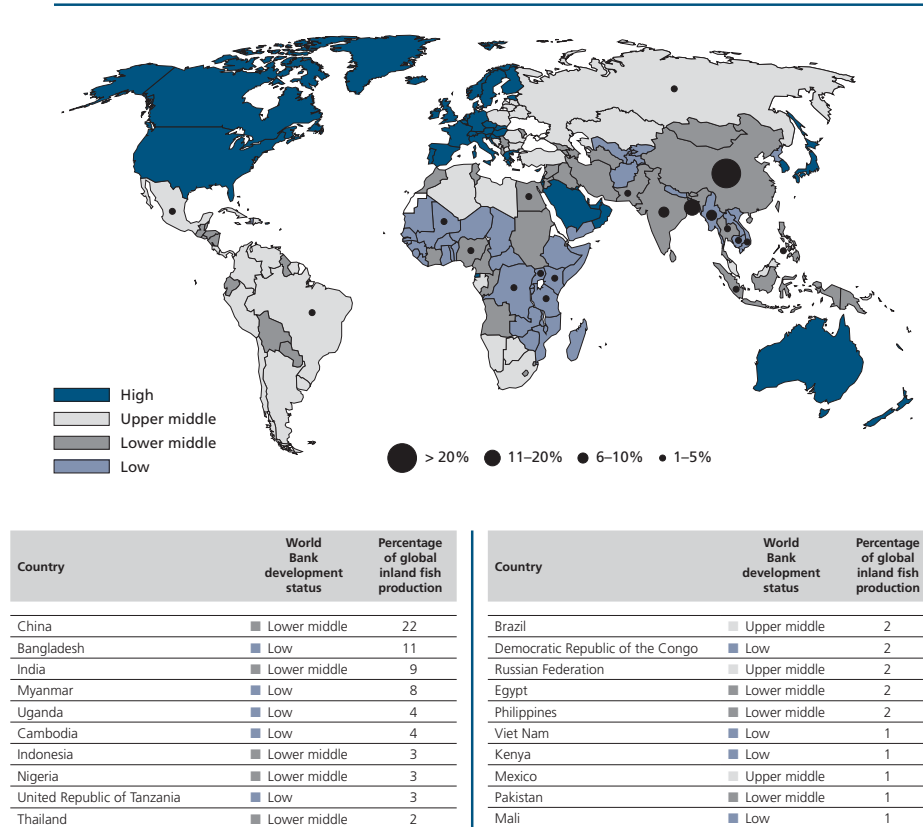 High
Upper middle
Lower middle
Low
> 20%
11–20%
6–10%
1–5%
Country
World
Bank
development
status
Percentage
of global
inland fish
production
China Lower middle 22
Bangladesh Low 11
India Lower middle 9
Myanmar Low 8
Uganda Low 4
Cambodia Low 4
Indonesia Lower middle 3
Nigeria Lower middle 3
United Republic of Tanzania Low 3
Thailand Lower middle 2
Country
World
Bank
development
status
Percentage
of global
inland fish
production
Brazil Upper middle 2
Democratic Republic of the Congo Low 2
Russian Federation Upper middle 2
Egypt Lower middle 2
Philippines Lower middle 2
Viet Nam Low 1
Kenya Low 1
Mexico Upper middle 1
Pakistan Lower middle 1
Mali Low 1